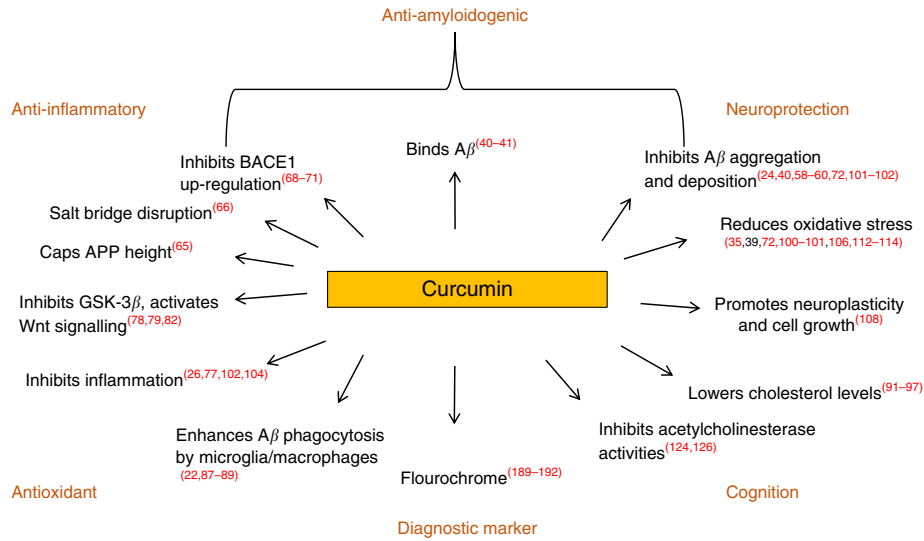 Anti-amyloidogenic
Anti-inflammatory
Neuroprotection
Binds Aβ(40–41)
Inhibits BACE1
up-regulation(68–71)
Inhibits Aβ aggregation
and deposition(24,40,58–60,72,101–102)
Salt bridge disruption(66)
Reduces oxidative stress
(35,39,72,100–101,106,112–114)
Caps APP height(65)
Curcumin
Inhibits GSK-3β, activates
Wnt signalling(78,79,82)
Promotes neuroplasticity
and cell growth(108)
Inhibits inflammation(26,77,102,104)
Lowers cholesterol levels(91–97)
Enhances Aβ phagocytosis
by microglia/macrophages
(22,87–89)
Flourochrome(189–192)
Inhibits acetylcholinesterase
activities(124,126)
Antioxidant
Cognition
Diagnostic marker